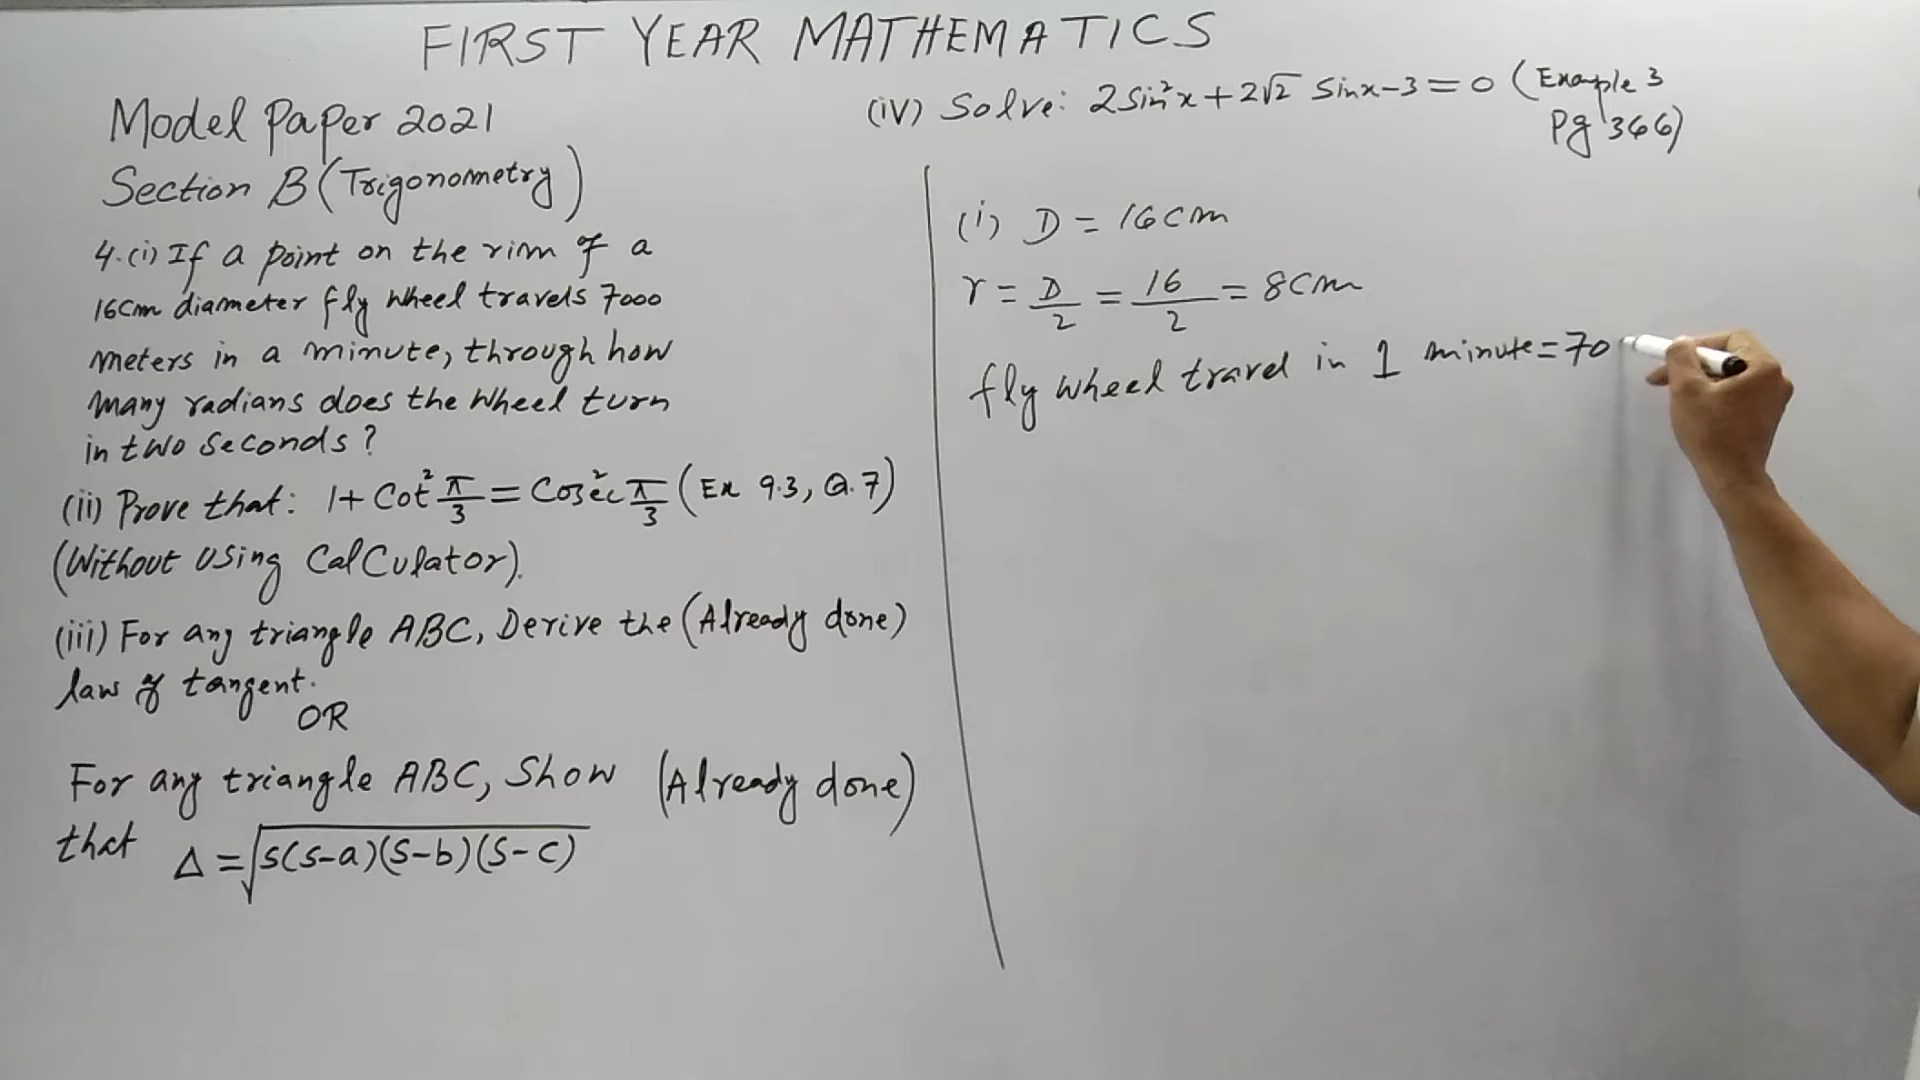 FIRST YEAR MATHEMATICS
Model Paper 2021
Section B (Trigonometry)
4.(i) If a point on the rim of a
16cm diameter fly wheel travels 7000
meters in a minute, through how
many radians does the wheel turn
in two seconds?
(ii) Prove that: 1 + Cot² π/3 = Cosec² π/3 (Ex 9.3, Q.7)
(Without Using CalCulator).
(iii) For any triangle ABC, Derive the (Already done)
law of tangent.
OR
For any triangle ABC, Show (Already done)
that Δ = √S(S-a)(S-b)(S-c)
(iv) Solve: 2Sin²x + 2√2 Sinx - 3 = 0 (Example 3
Pg 366)
(i) D = 16cm
r = D/2 = 16/2 = 8cm
fly wheel travel in 1 minute = 70